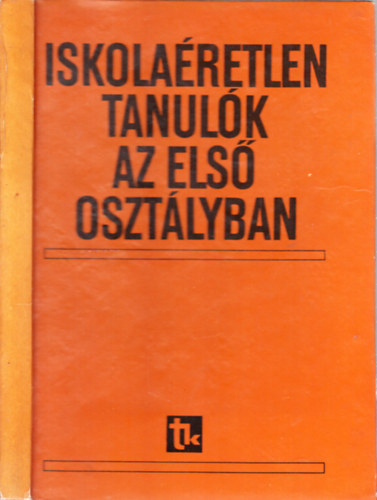 ISKOLAÉRETLEN
TANULÓK
AZ ELSŐ
OSZTÁLYBAN
tk